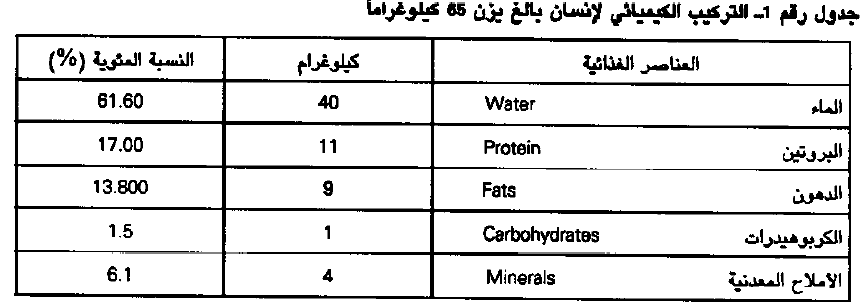 جدول رقم 1ـ التركيب الكيميائي لإنسان بالغ يزن 65 كيلوغراماً
العناصر الغذائية كيلوغرام النسبة المئوية (%)
الماء Water 40 61.60
البروتين Protein 11 17.00
الدهون Fats 9 13.800
الكربوهيدرات Carbohydrates 1 1.5
الأملاح المعدنية Minerals 4 6.1